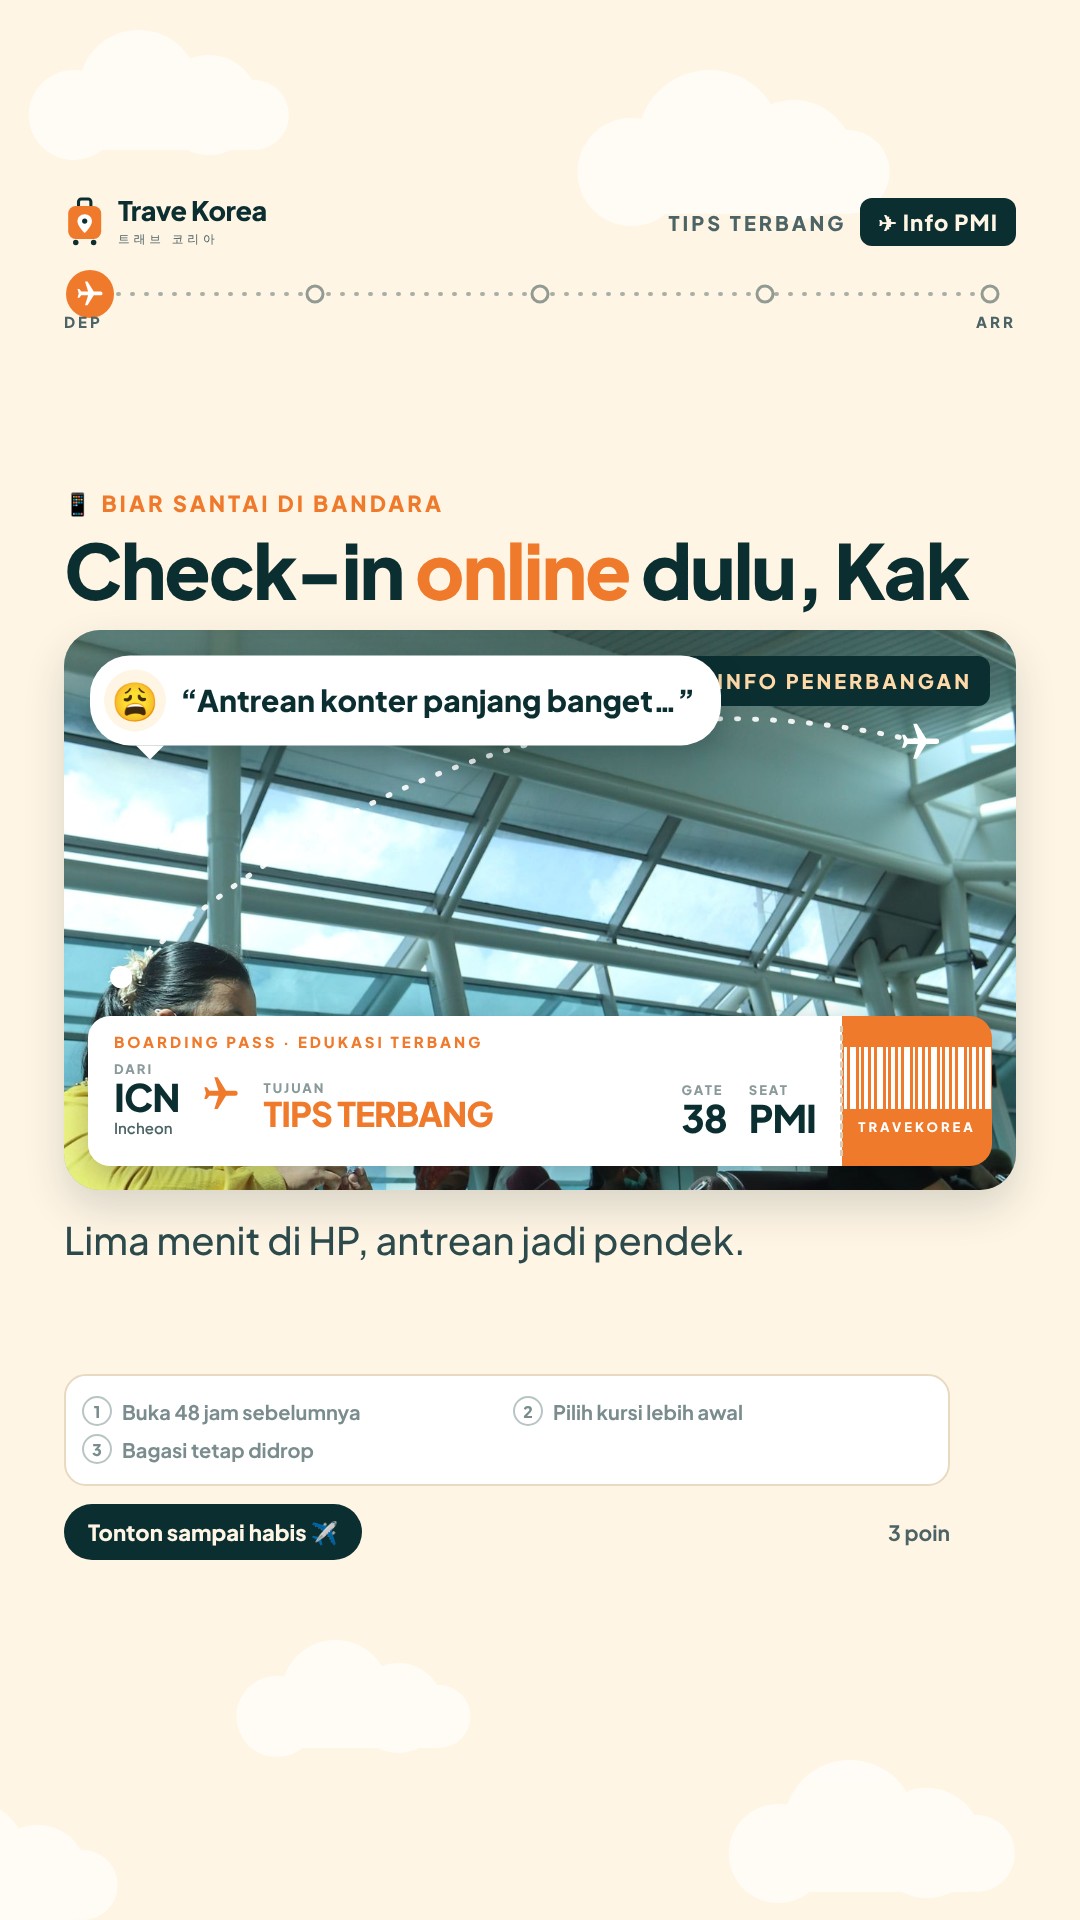 Trave Korea
트래브 코리아
TIPS TERBANG
✈ Info PMI
DEP
ARR
📱 BIAR SANTAI DI BANDARA
Check-in online dulu, Kak
😩 “Antrean konter panjang banget…”
INFO PENERBANGAN
BOARDING PASS · EDUKASI TERBANG
DARI
ICN
Incheon
TUJUAN
TIPS TERBANG
GATE
38
SEAT
PMI
TRAVEKOREA
Lima menit di HP, antrean jadi pendek.
1 Buka 48 jam sebelumnya
2 Pilih kursi lebih awal
3 Bagasi tetap didrop
Tonton sampai habis ✈️
3 poin